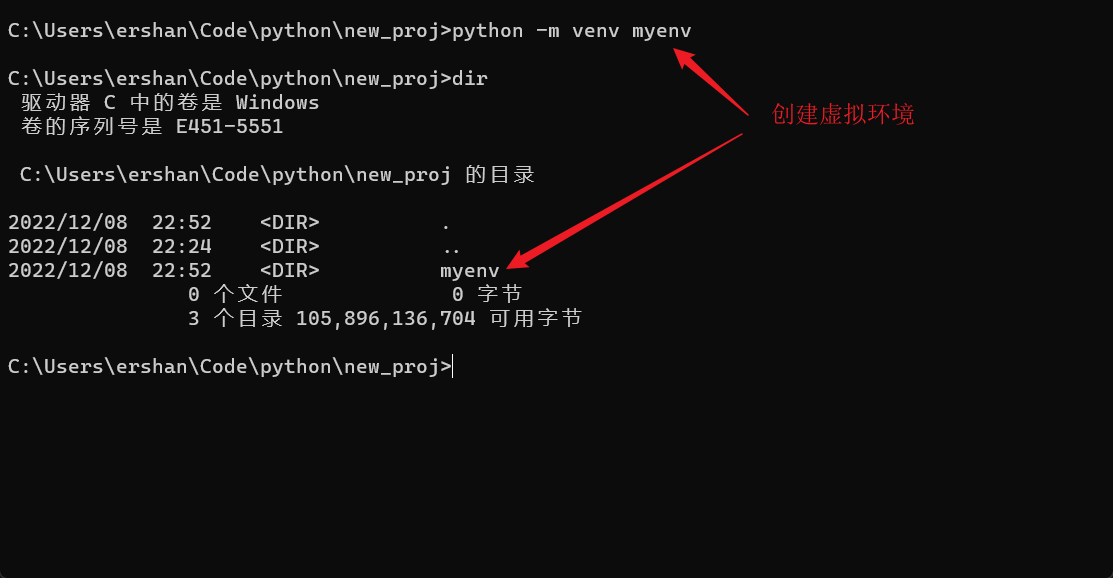 C:\Users\ershan\Code\python\new_proj>python -m venv myenv
C:\Users\ershan\Code\python\new_proj>dir
驱动器 C 中的卷是 Windows
卷的序列号是 E451-5551
创建虚拟环境
C:\Users\ershan\Code\python\new_proj 的目录
2022/12/08  22:52    <DIR>          .
2022/12/08  22:24    <DIR>          ..
2022/12/08  22:52    <DIR>          myenv
0 个文件              0 字节
3 个目录 105,896,136,704 可用字节
C:\Users\ershan\Code\python\new_proj>